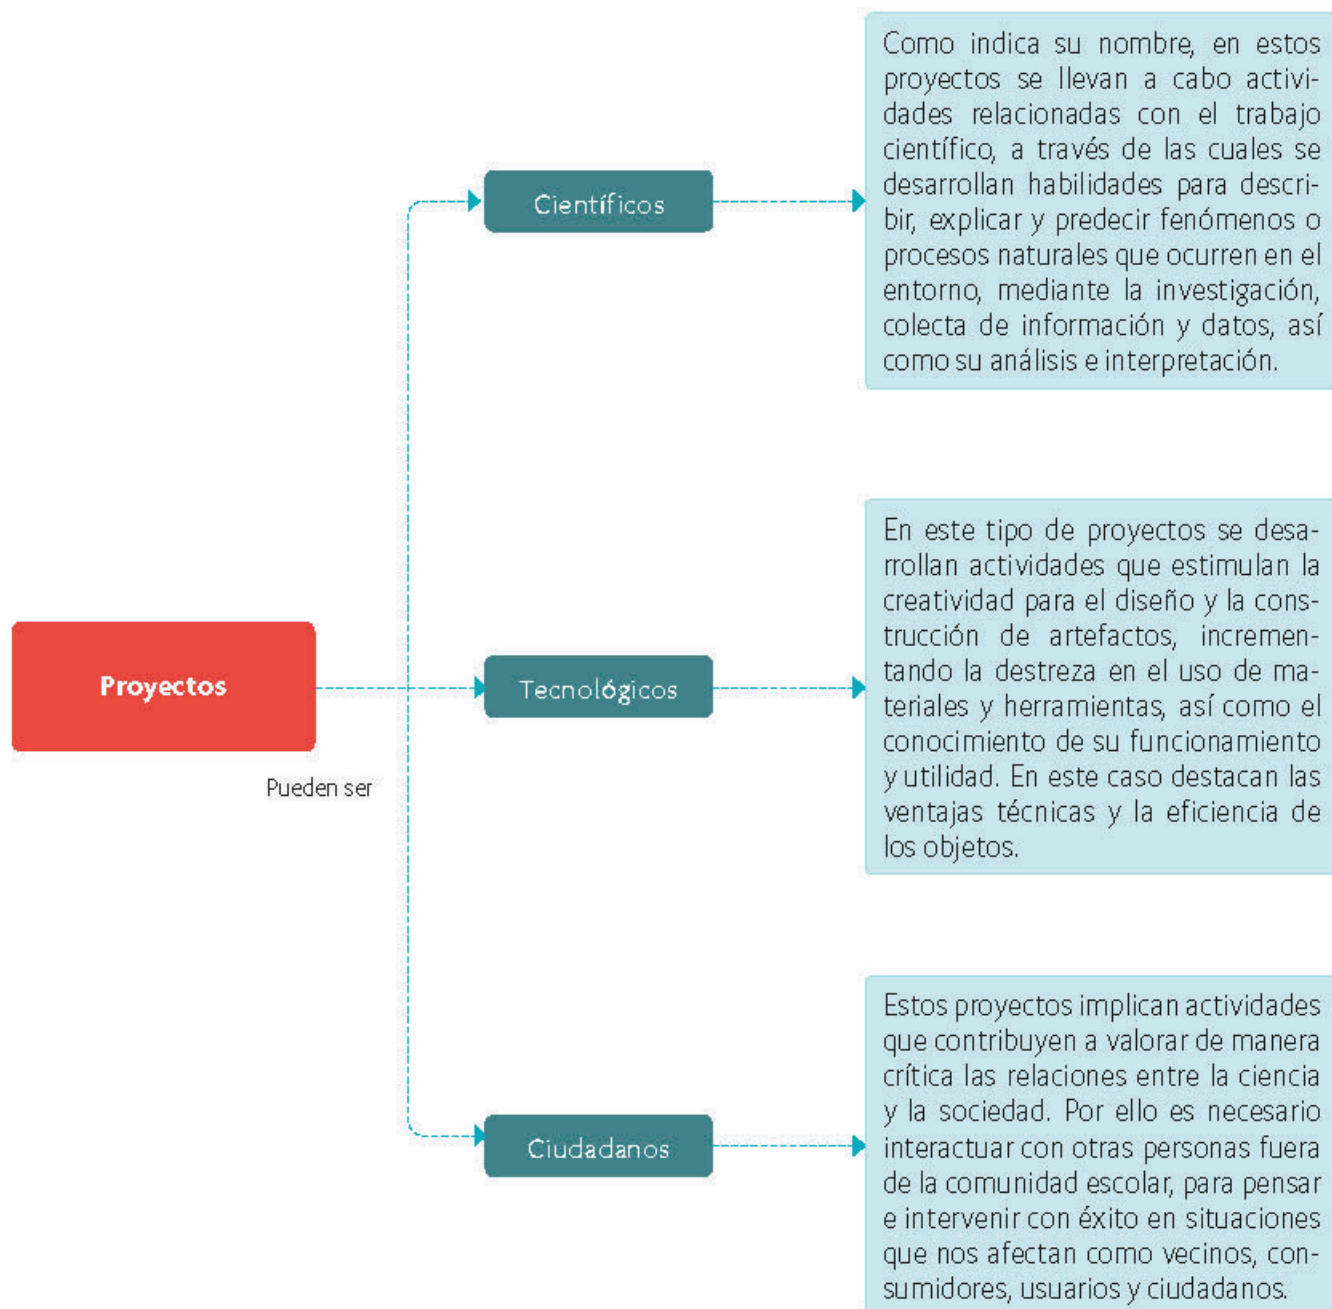 Proyectos
Pueden ser
Científicos
Como indica su nombre, en estos
proyectos se llevan a cabo activi-
dades relacionadas con el trabajo
científico, a través de las cuales se
desarrollan habilidades para descri-
bir, explicar y predecir fenómenos o
procesos naturales que ocurren en el
entorno, mediante la investigación,
colecta de información y datos, así
como su análisis e interpretación.
Tecnológicos
En este tipo de proyectos se desa-
rrollan actividades que estimulan la
creatividad para el diseño y la cons-
trucción de artefactos, incremen-
tando la destreza en el uso de ma-
teriales y herramientas, así como el
conocimiento de su funcionamiento
y utilidad. En este caso destacan las
ventajas técnicas y la eficiencia de
los objetos.
Ciudadanos
Estos proyectos implican actividades
que contribuyen a valorar de manera
crítica las relaciones entre la ciencia
y la sociedad. Por ello es necesario
interactuar con otras personas fuera
de la comunidad escolar, para pensar
e intervenir con éxito en situaciones
que nos afectan como vecinos, con-
sumidores, usuarios y ciudadanos.